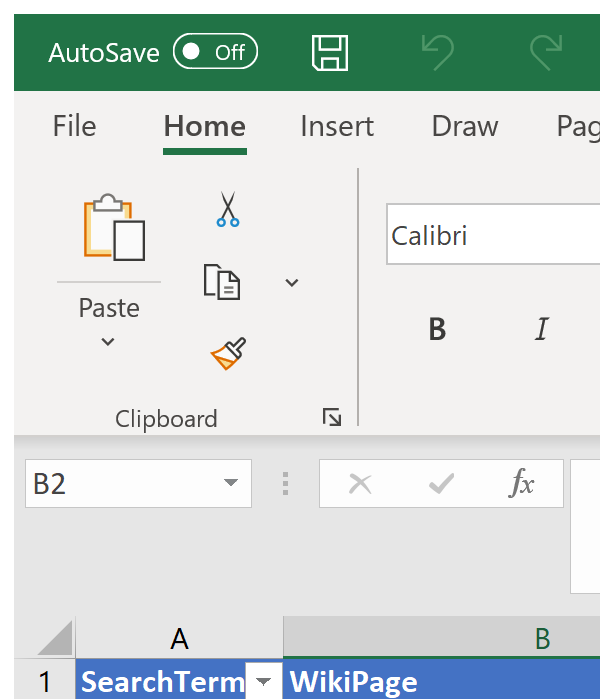 AutoSave Off
File Home Insert Draw Pag
Calibri
Paste
B I
Clipboard
B2 fx
A B
1 SearchTerm WikiPage